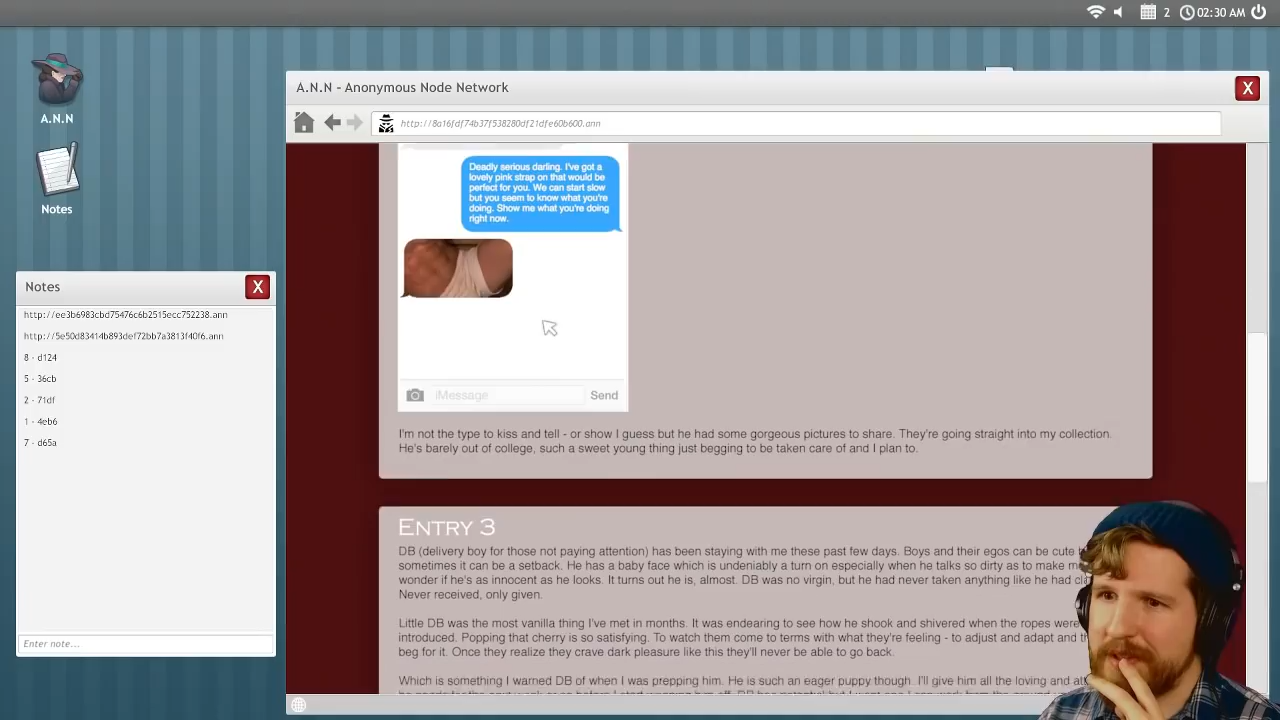 2
02:30 AM
A.N.N
Notes
A.N.N - Anonymous Node Network
X
http://8a16fdf74b37f538280df21dfe60b600.ann
Deadly serious darling. I've got a
lovely pink strap on that would be
perfect for you. We can start slow
but you seem to know what you're
doing. Show me what you're doing
right now.
iMessage
Send
I'm not the type to kiss and tell - or show I guess but he had some gorgeous pictures to share. They're going straight into my collection.
He's barely out of college, such a sweet young thing just begging to be taken care of and I plan to.
Entry 3
DB (delivery boy for those not paying attention) has been staying with me these past few days. Boys and their egos can be cute
sometimes it can be a setback. He has a baby face which is undeniably a turn on especially when he talks so dirty as to make
wonder if he's as innocent as he looks. It turns out he is, almost. DB was no virgin, but he had never taken anything like he had
Never received, only given.
Little DB was the most vanilla thing I've met in months. It was endearing to see how he shook and shivered when the ropes were
introduced. Popping that cherry is so satisfying. To watch them come to terms with what they're feeling - to adjust and adapt and
beg for it. Once they realize they crave dark pleasure like this they'll never be able to go back.
Which is something I warned DB of when I was prepping him. He is such an eager puppy though. I'll give him all the loving and
Notes
X
http://ee3b6983cbd75476c6b2515ecc752238.ann
http://5e50d83414b893def72bb7a3813f40f6.ann
8 - d124
5 - 36cb
2 - 71df
1 - 4eb6
7 - d65a
Enter note...